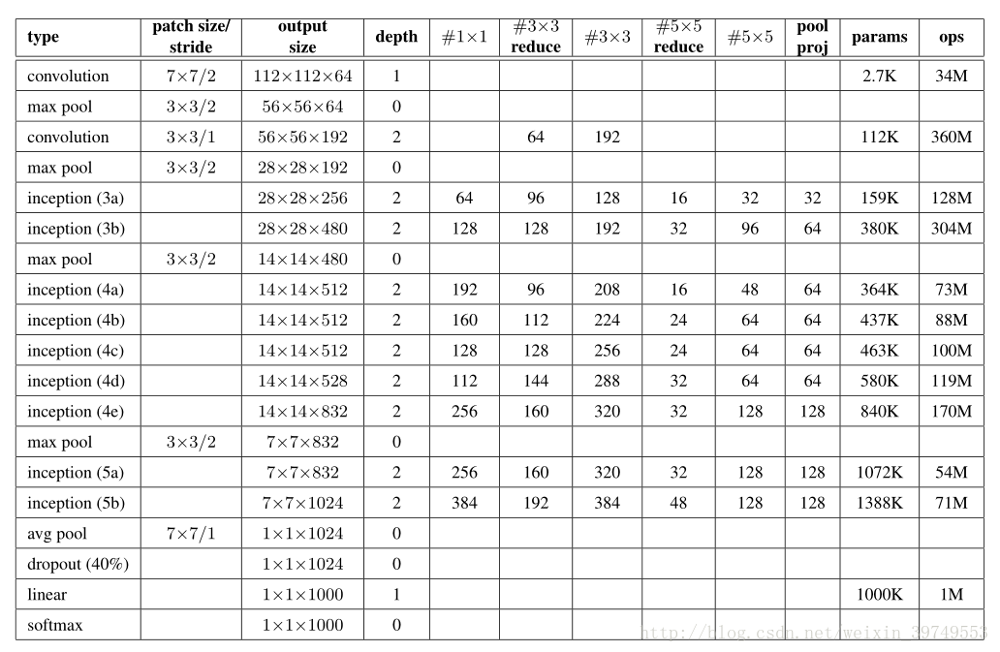 type patch size/ stride output size depth #1×1 #3×3 reduce #3×3 #5×5 reduce #5×5 pool proj params ops
convolution 7×7/2 112×112×64 1 2.7K 34M
max pool 3×3/2 56×56×64 0
convolution 3×3/1 56×56×192 2 64 192 112K 360M
max pool 3×3/2 28×28×192 0
inception (3a) 28×28×256 2 64 96 128 16 32 32 159K 128M
inception (3b) 28×28×480 2 128 128 192 32 96 64 380K 304M
max pool 3×3/2 14×14×480 0
inception (4a) 14×14×512 2 192 96 208 16 48 64 364K 73M
inception (4b) 14×14×512 2 160 112 224 24 64 64 437K 88M
inception (4c) 14×14×512 2 128 128 256 24 64 64 463K 100M
inception (4d) 14×14×528 2 112 144 288 32 64 64 580K 119M
inception (4e) 14×14×832 2 256 160 320 32 128 128 840K 170M
max pool 3×3/2 7×7×832 0
inception (5a) 7×7×832 2 256 160 320 32 128 128 1072K 54M
inception (5b) 7×7×1024 2 384 192 384 48 128 128 1388K 71M
avg pool 7×7/1 1×1×1024 0
dropout (40%) 1×1×1024 0
linear 1×1×1000 1 1000K 1M
softmax 1×1×1000 0
http://blog.csdn.net/weixin_39749553